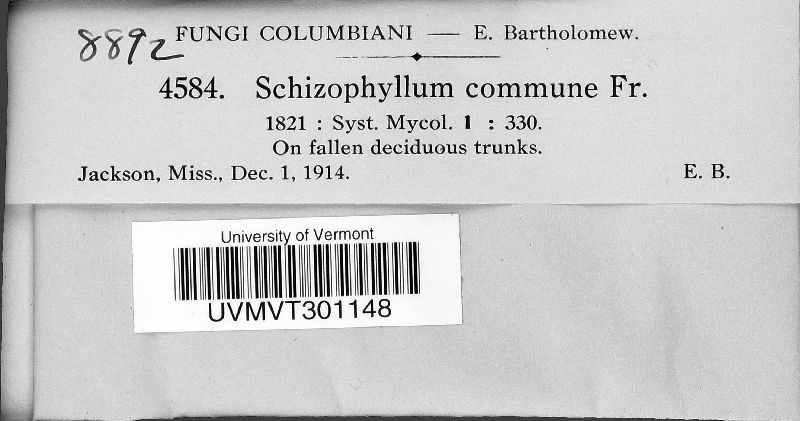 8892
FUNGI COLUMBIANI — E. Bartholomew.
4584. Schizophyllum commune Fr.
1821 : Syst. Mycol. 1 : 330.
On fallen deciduous trunks.
Jackson, Miss., Dec. 1, 1914. E. B.
University of Vermont
UVMVT301148